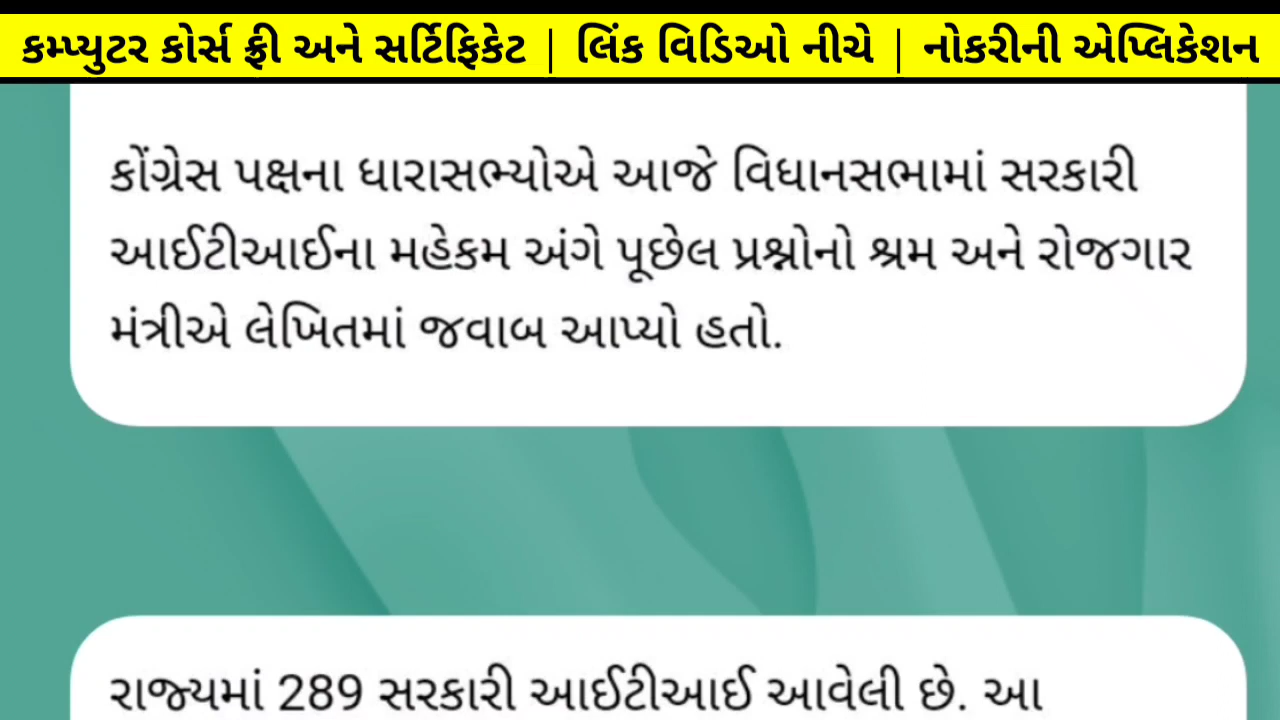 કમ્પ્યુટર કોર્સ ફ્રી અને સર્ટિફિકેટ | લિંક વિડિઓ નીચે | નોકરીની એપ્લિકેશન
કોંગ્રેસ પક્ષના ધારાસભ્યોએ આજે વિધાનસભામાં સરકારી
આઈટીઆઈના મહેકમ અંગે પૂછેલ પ્રશ્નોનો શ્રમ અને રોજગાર
મંત્રીએ લેખિતમાં જવાબ આપ્યો હતો.
રાજ્યમાં 289 સરકારી આઈટીઆઈ આવેલી છે. આ